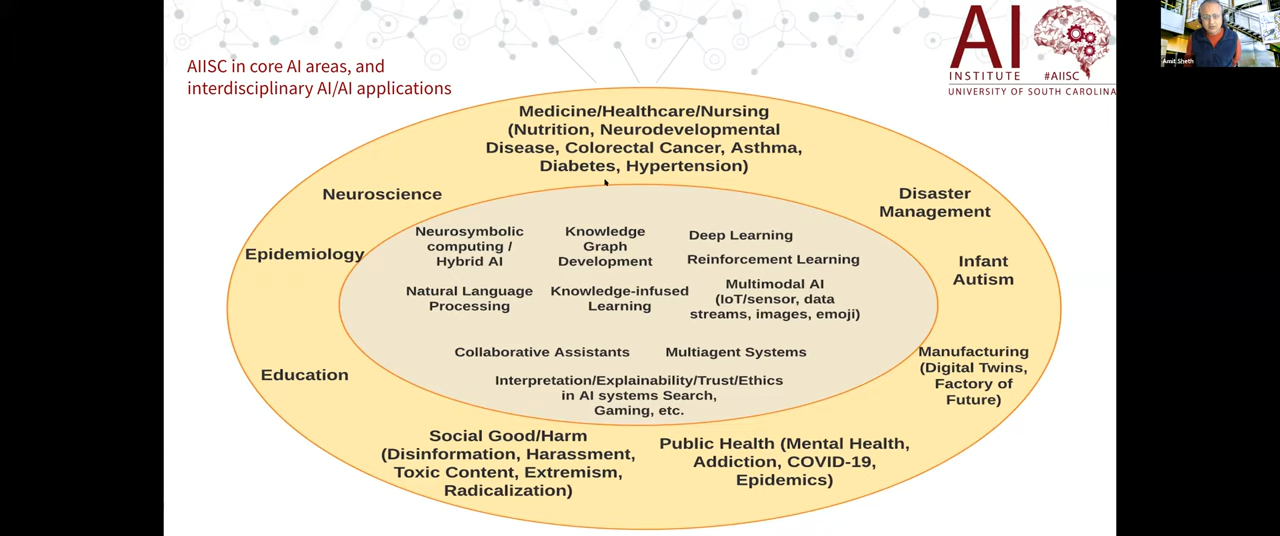 AIISC in core AI areas, and
interdisciplinary AI/AI applications
AI
INSTITUTE #AIISC
UNIVERSITY OF SOUTH CAROLINA
Amit Sheth
Medicine/Healthcare/Nursing
(Nutrition, Neurodevelopmental
Disease, Colorectal Cancer, Asthma,
Diabetes, Hypertension)
Neuroscience
Disaster
Management
Epidemiology
Infant
Autism
Neurosymbolic
computing /
Hybrid AI
Knowledge
Graph
Development
Deep Learning
Reinforcement Learning
Natural Language
Processing
Knowledge-infused
Learning
Multimodal AI
(IoT/sensor, data
streams, images, emoji)
Collaborative Assistants
Multiagent Systems
Interpretation/Explainability/Trust/Ethics
in AI systems Search,
Gaming, etc.
Education
Manufacturing
(Digital Twins,
Factory of
Future)
Social Good/Harm
(Disinformation, Harassment,
Toxic Content, Extremism,
Radicalization)
Public Health (Mental Health,
Addiction, COVID-19,
Epidemics)